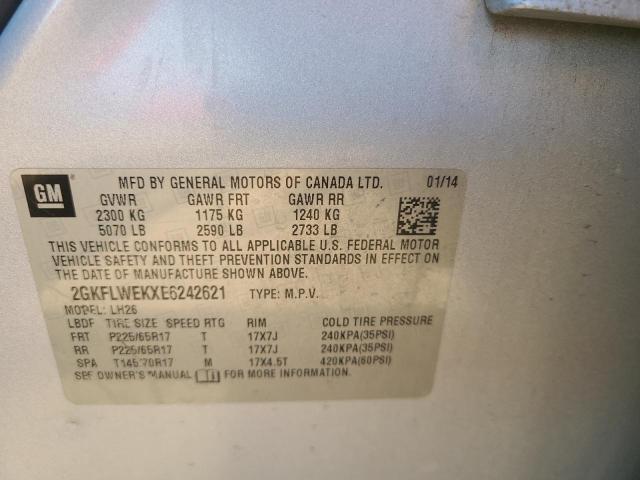 GM
MFD BY GENERAL MOTORS OF CANADA LTD. 01/14
GVWR GAWR FRT GAWR RR
2300 KG 1175 KG 1240 KG
5070 LB 2590 LB 2733 LB
THIS VEHICLE CONFORMS TO ALL APPLICABLE U.S. FEDERAL MOTOR
VEHICLE SAFETY AND THEFT PREVENTION STANDARDS IN EFFECT
ON THE DATE OF MANUFACTURE SHOWN ABOVE.
2GKFLWEKXE6242621 TYPE: M.P.V.
MODEL: LH26
LBDF TIRE SIZE SPEED RTG RIM COLD TIRE PRESSURE
FRT P225/65R17 T 17X7J 240KPA(35PSI)
RR P225/65R17 T 17X7J 240KPA(35PSI)
SPA T145/70R17 M 17X4.5T 420KPA(60PSI)
SEE OWNER'S MANUAL FOR MORE INFORMATION.